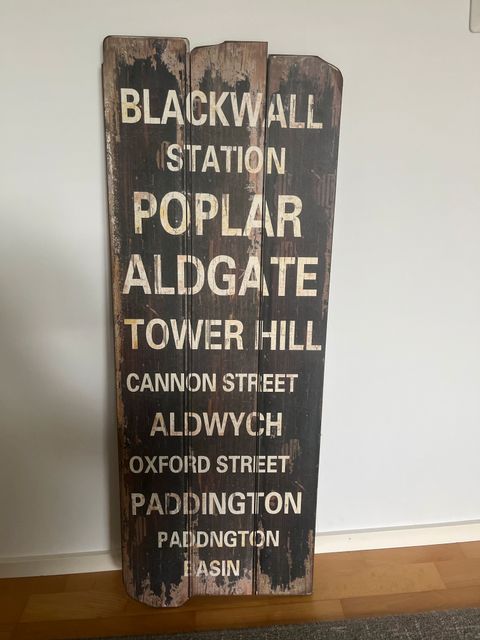 BLACKWALL
STATION
POPLAR
ALDGATE
TOWER HILL
CANNON STREET
ALDWYCH
OXFORD STREET
PADDINGTON
PADDNGTON
BASIN